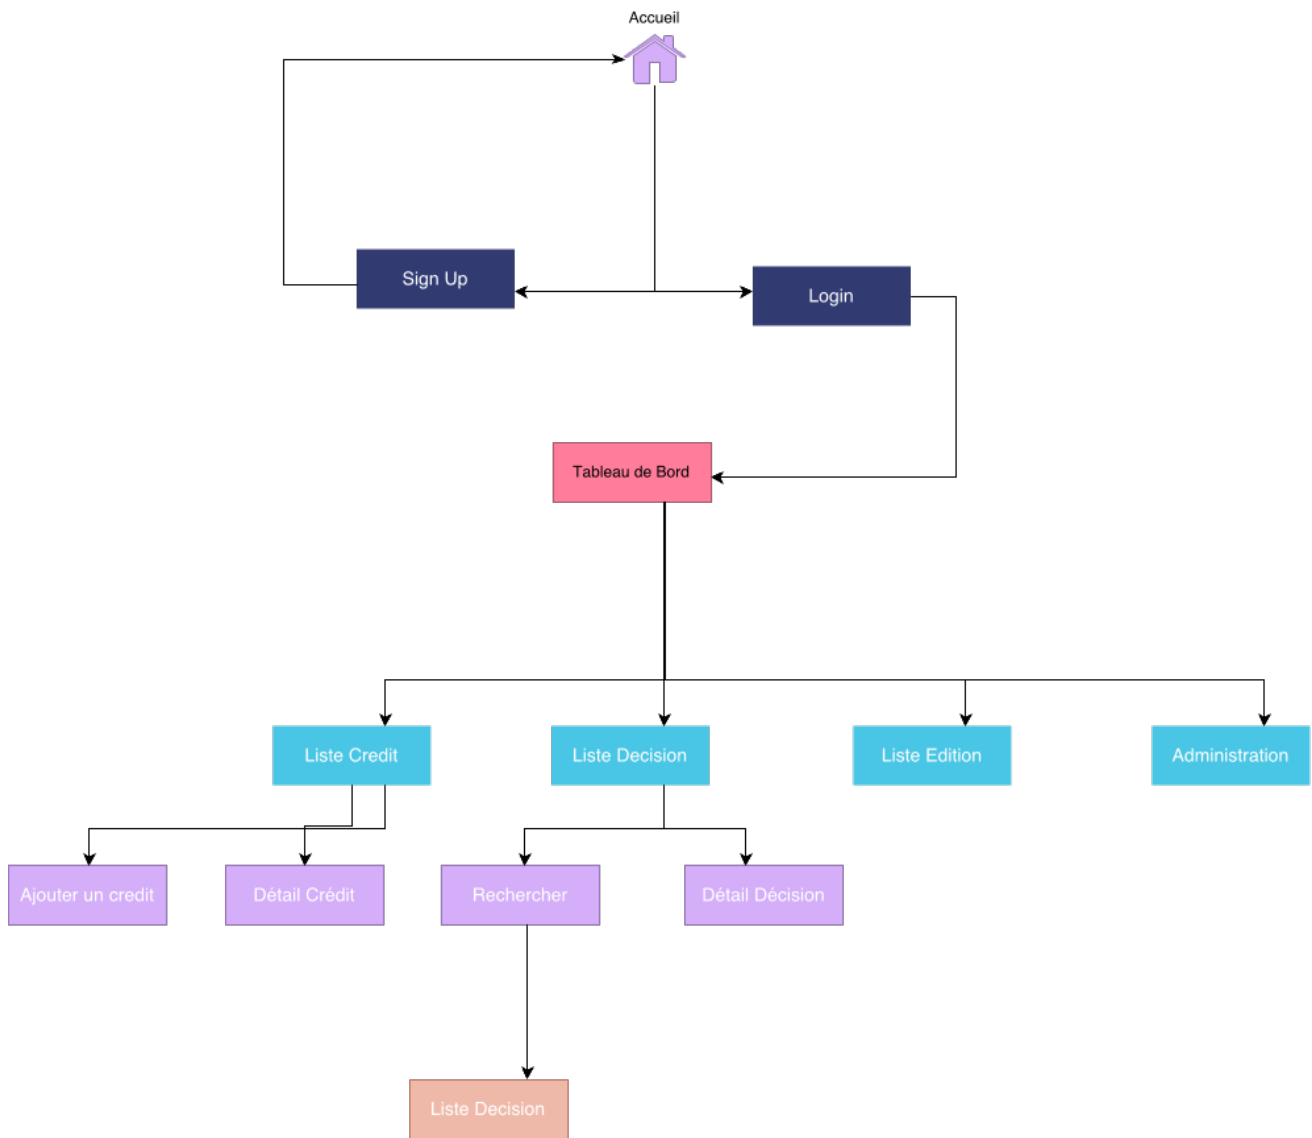 Accueil
Sign Up
Login
Tableau de Bord
Liste Credit
Liste Decision
Liste Edition
Administration
Ajouter un credit
Détail Crédit
Rechercher
Détail Décision
Liste Decision